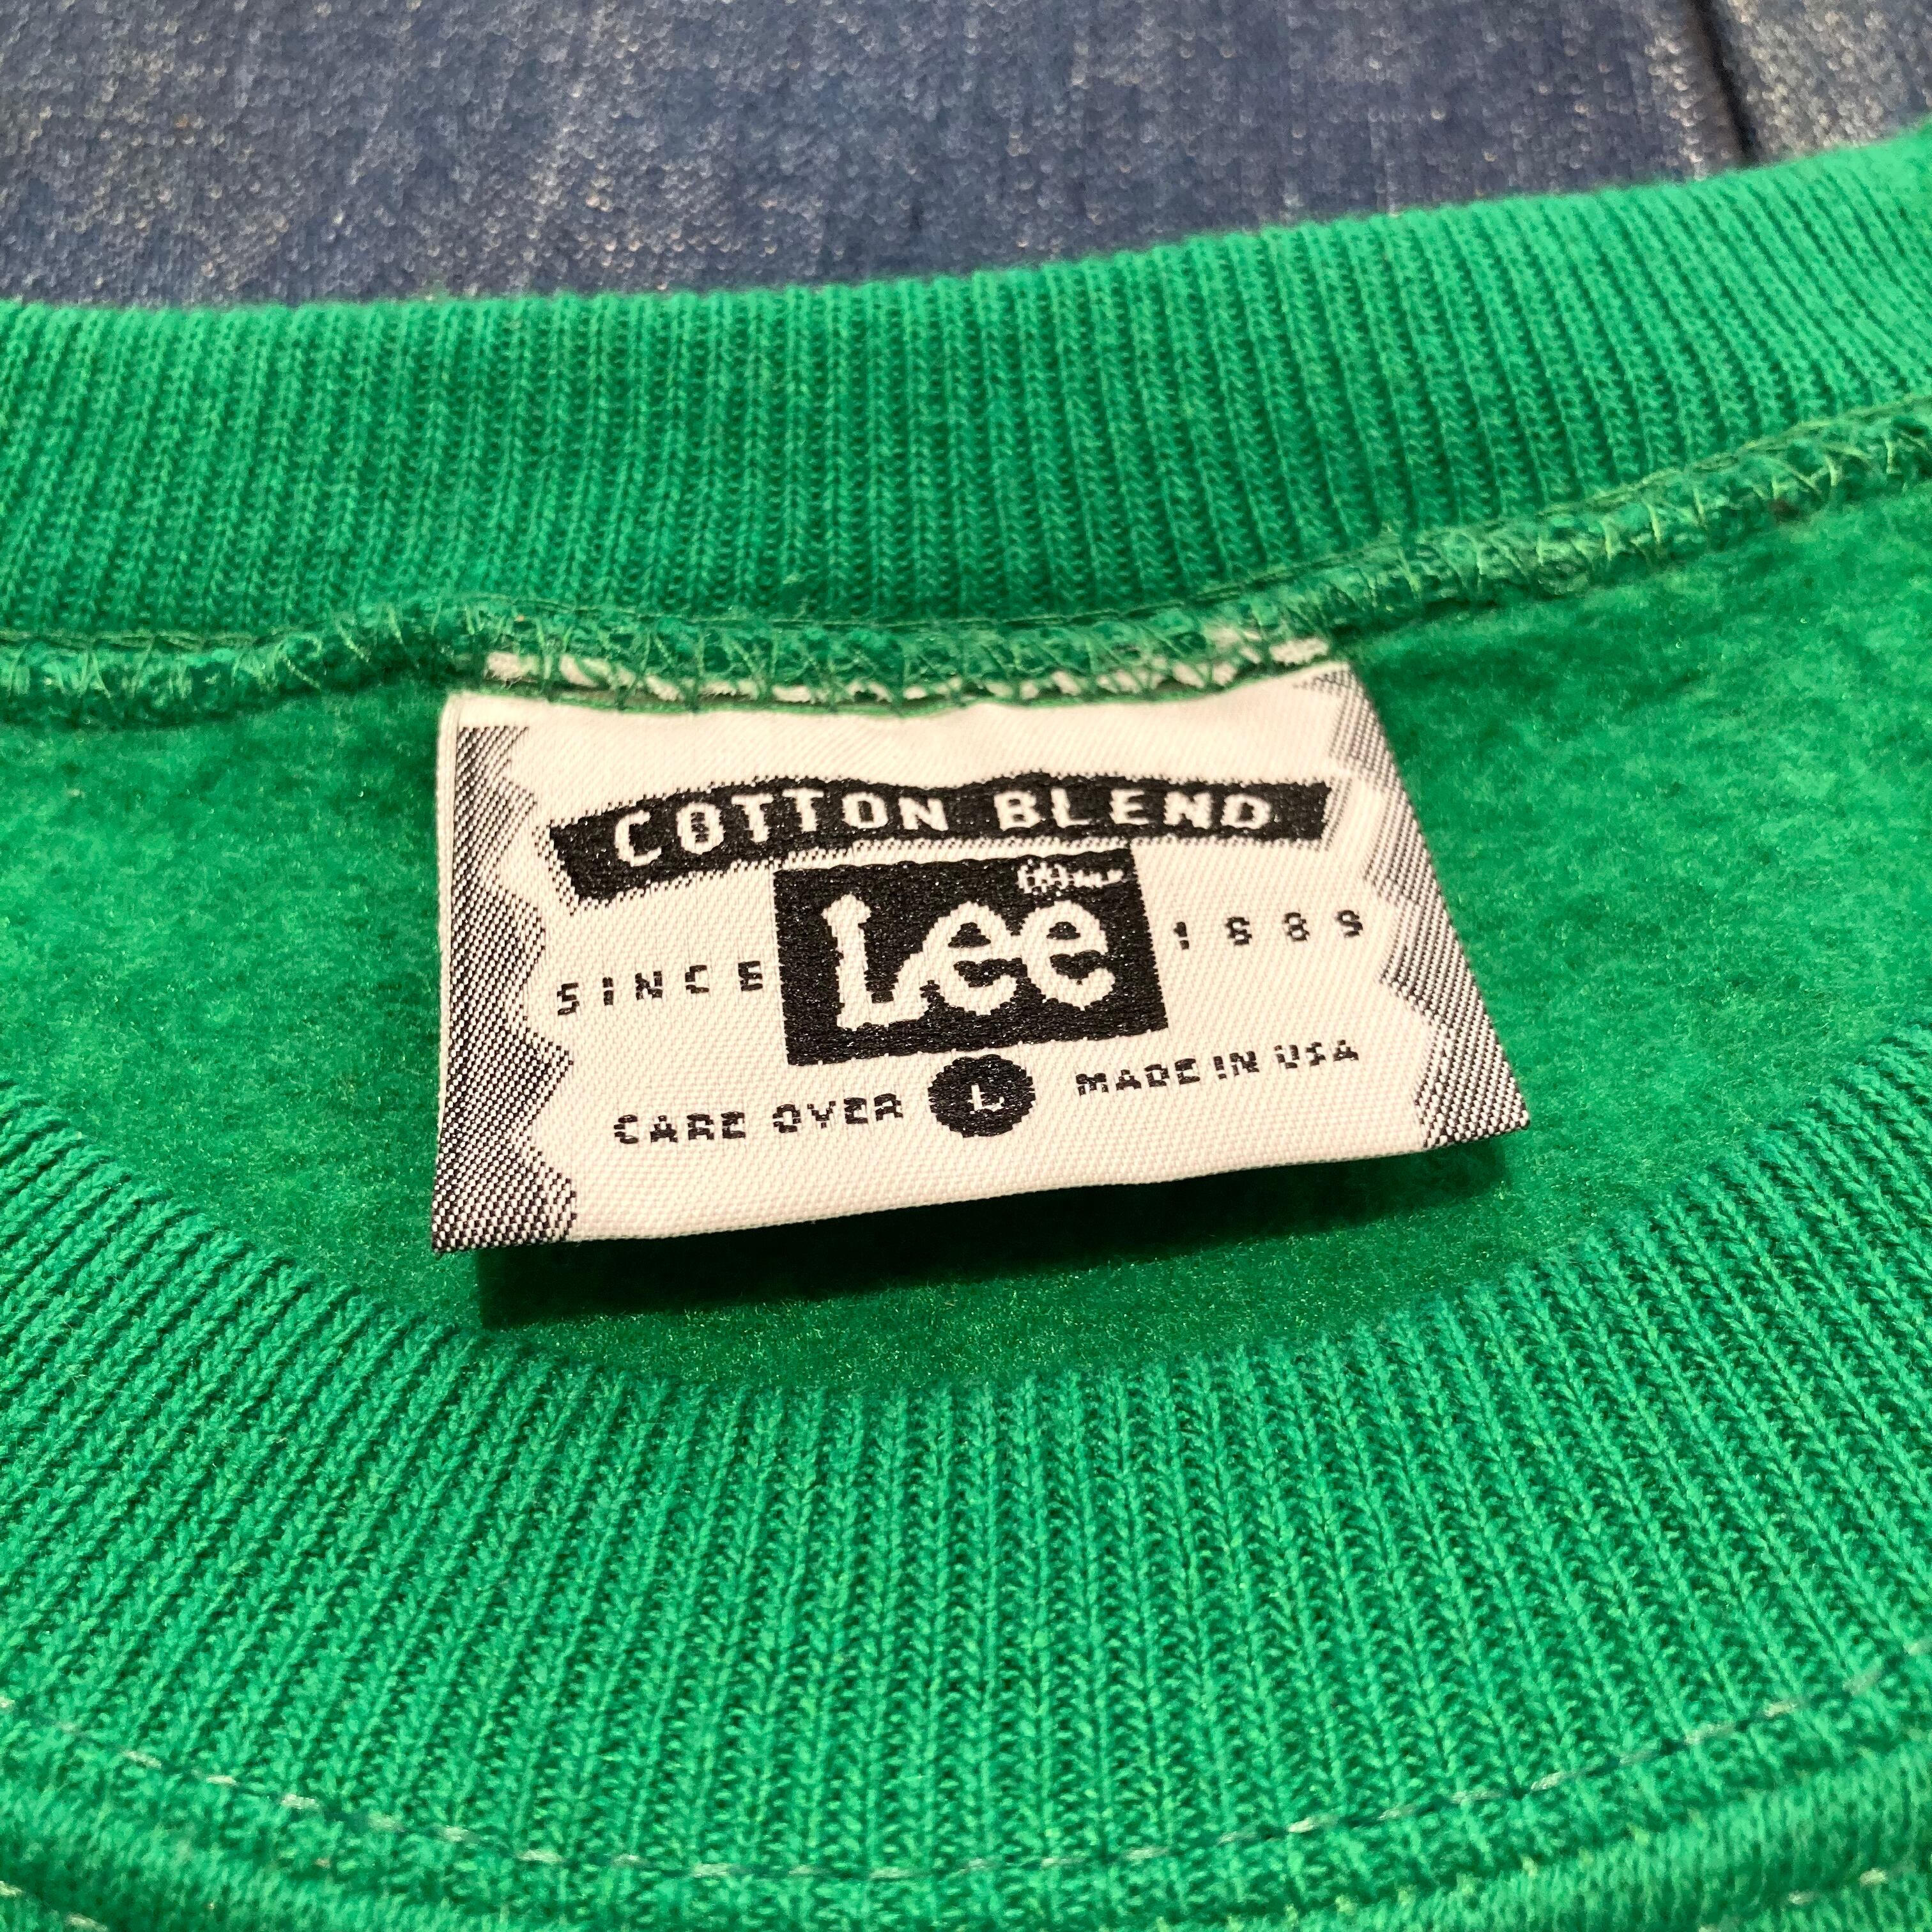 COTTON BLEND
Lee
SINCE 1889
CARE OVER L MADE IN USA